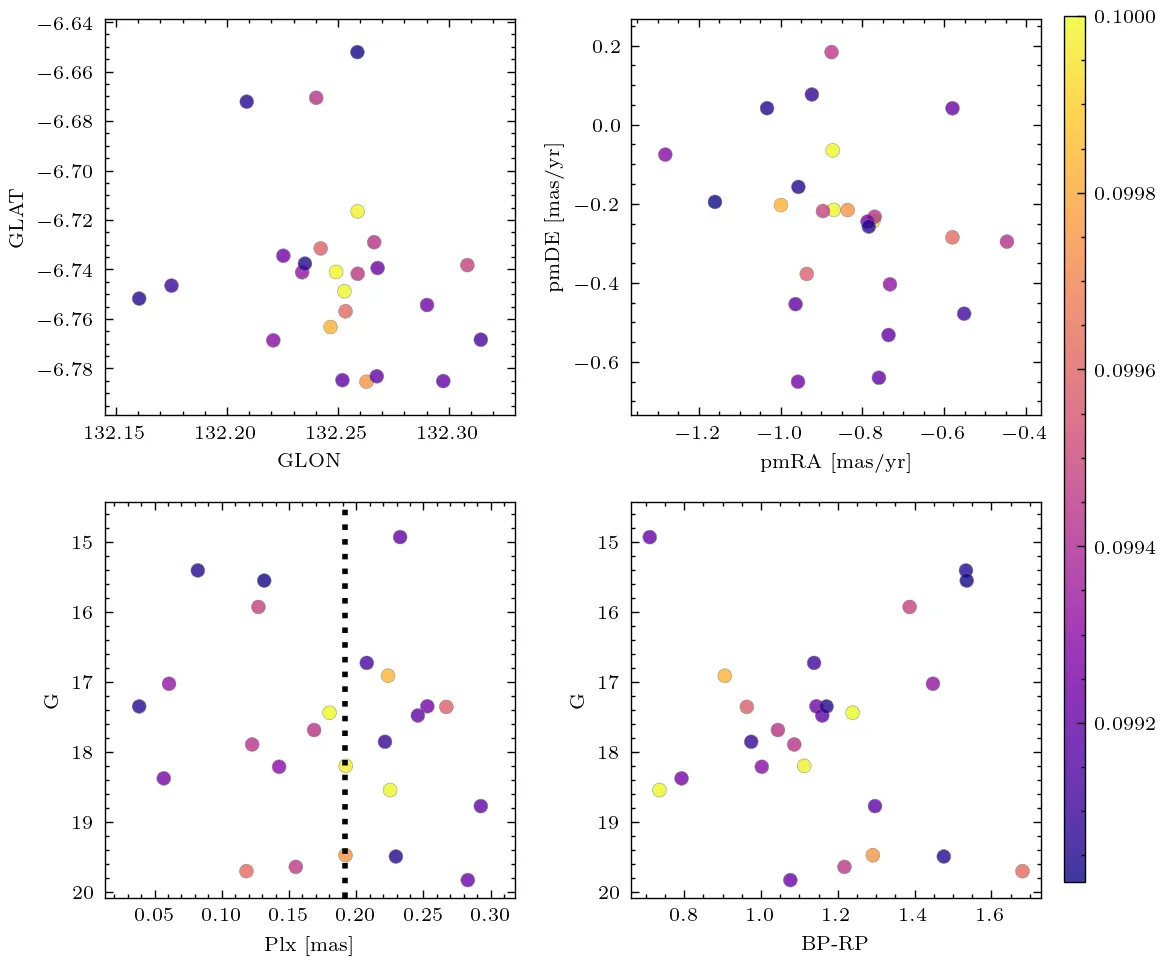 −6.64
−6.66
−6.68
−6.70
−6.72
−6.74
−6.76
−6.78
GLAT
132.15 132.20 132.25 132.30
GLON
0.2
0.0
−0.2
−0.4
−0.6
pmDE [mas/yr]
−1.2 −1.0 −0.8 −0.6 −0.4
pmRA [mas/yr]
0.1000
0.0998
0.0996
0.0994
0.0992
15
16
17
18
19
20
G
0.05 0.10 0.15 0.20 0.25 0.30
Plx [mas]
15
16
17
18
19
20
G
0.8 1.0 1.2 1.4 1.6
BP-RP